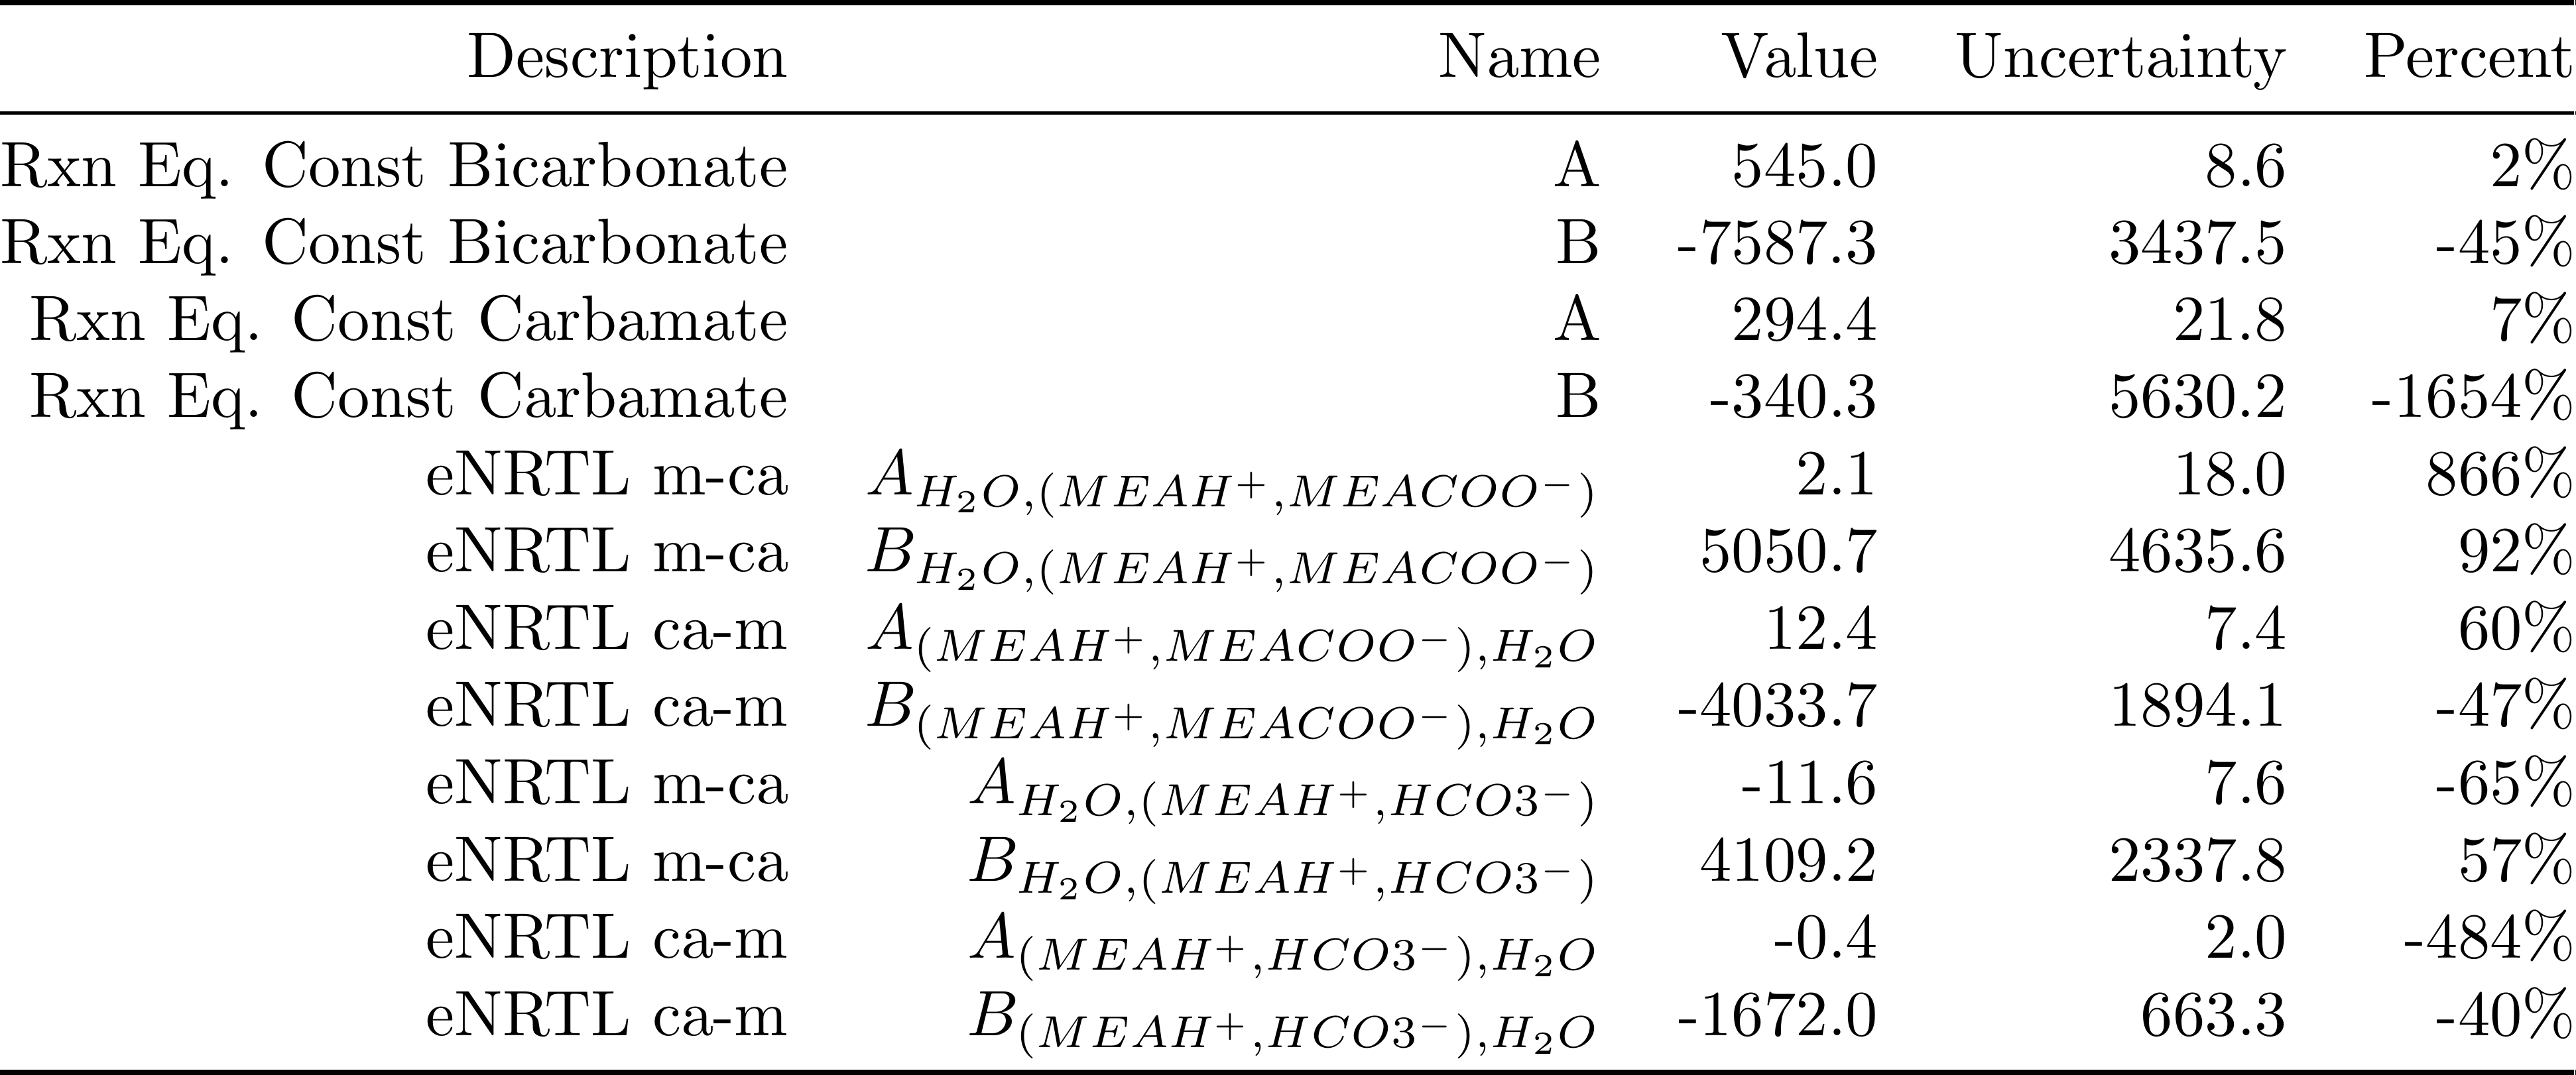 Description Name Value Uncertainty Percent
Rxn Eq. Const Bicarbonate A 545.0 8.6 2%
Rxn Eq. Const Bicarbonate B -7587.3 3437.5 -45%
Rxn Eq. Const Carbamate A 294.4 21.8 7%
Rxn Eq. Const Carbamate B -340.3 5630.2 -1654%
eNRTL m-ca A_{H_2O,(MEAH^+,MEACOO^-)} 2.1 18.0 866%
eNRTL m-ca B_{H_2O,(MEAH^+,MEACOO^-)} 5050.7 4635.6 92%
eNRTL ca-m A_{(MEAH^+,MEACOO^-),H_2O} 12.4 7.4 60%
eNRTL ca-m B_{(MEAH^+,MEACOO^-),H_2O} -4033.7 1894.1 -47%
eNRTL m-ca A_{H_2O,(MEAH^+,HCO3^-)} -11.6 7.6 -65%
eNRTL m-ca B_{H_2O,(MEAH^+,HCO3^-)} 4109.2 2337.8 57%
eNRTL ca-m A_{(MEAH^+,HCO3^-),H_2O} -0.4 2.0 -484%
eNRTL ca-m B_{(MEAH^+,HCO3^-),H_2O} -1672.0 663.3 -40%